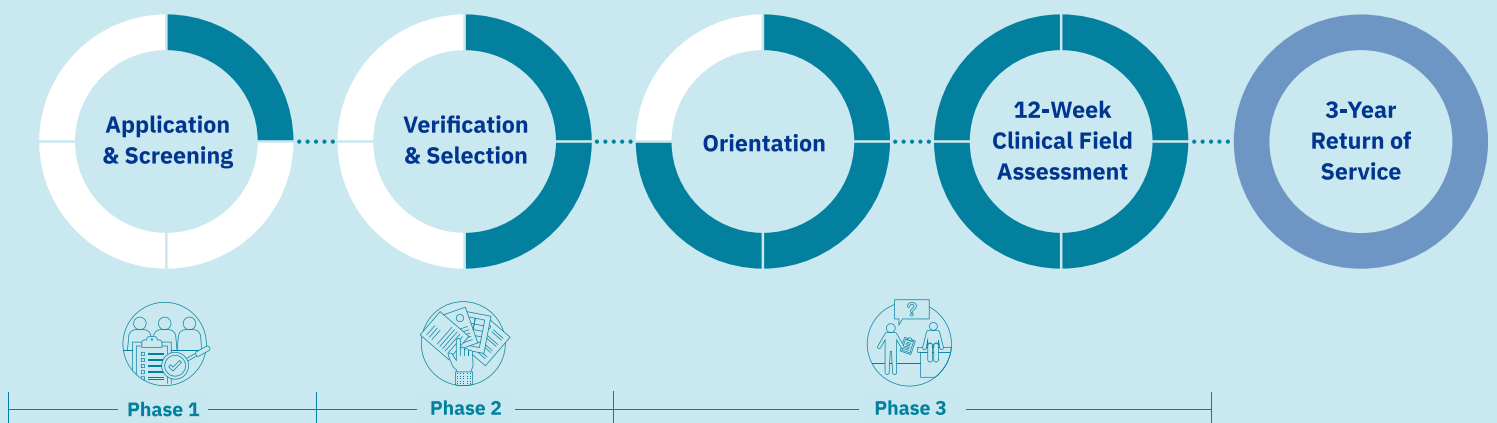 Application
& Screening
Verification
& Selection
Orientation
12-Week
Clinical Field
Assessment
3-Year
Return of
Service
?
Phase 1
Phase 2
Phase 3